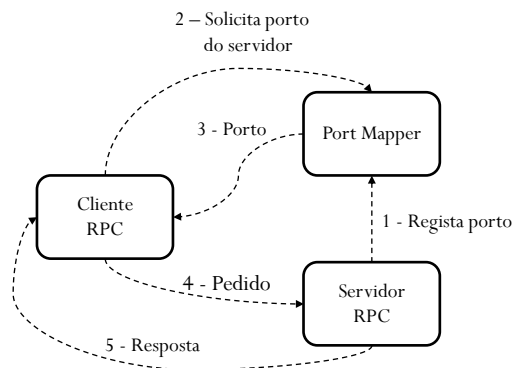 2 – Solicita porto
do servidor
3 - Porto
Port Mapper
Cliente
RPC
1 - Regista porto
4 - Pedido
Servidor
RPC
5 - Resposta